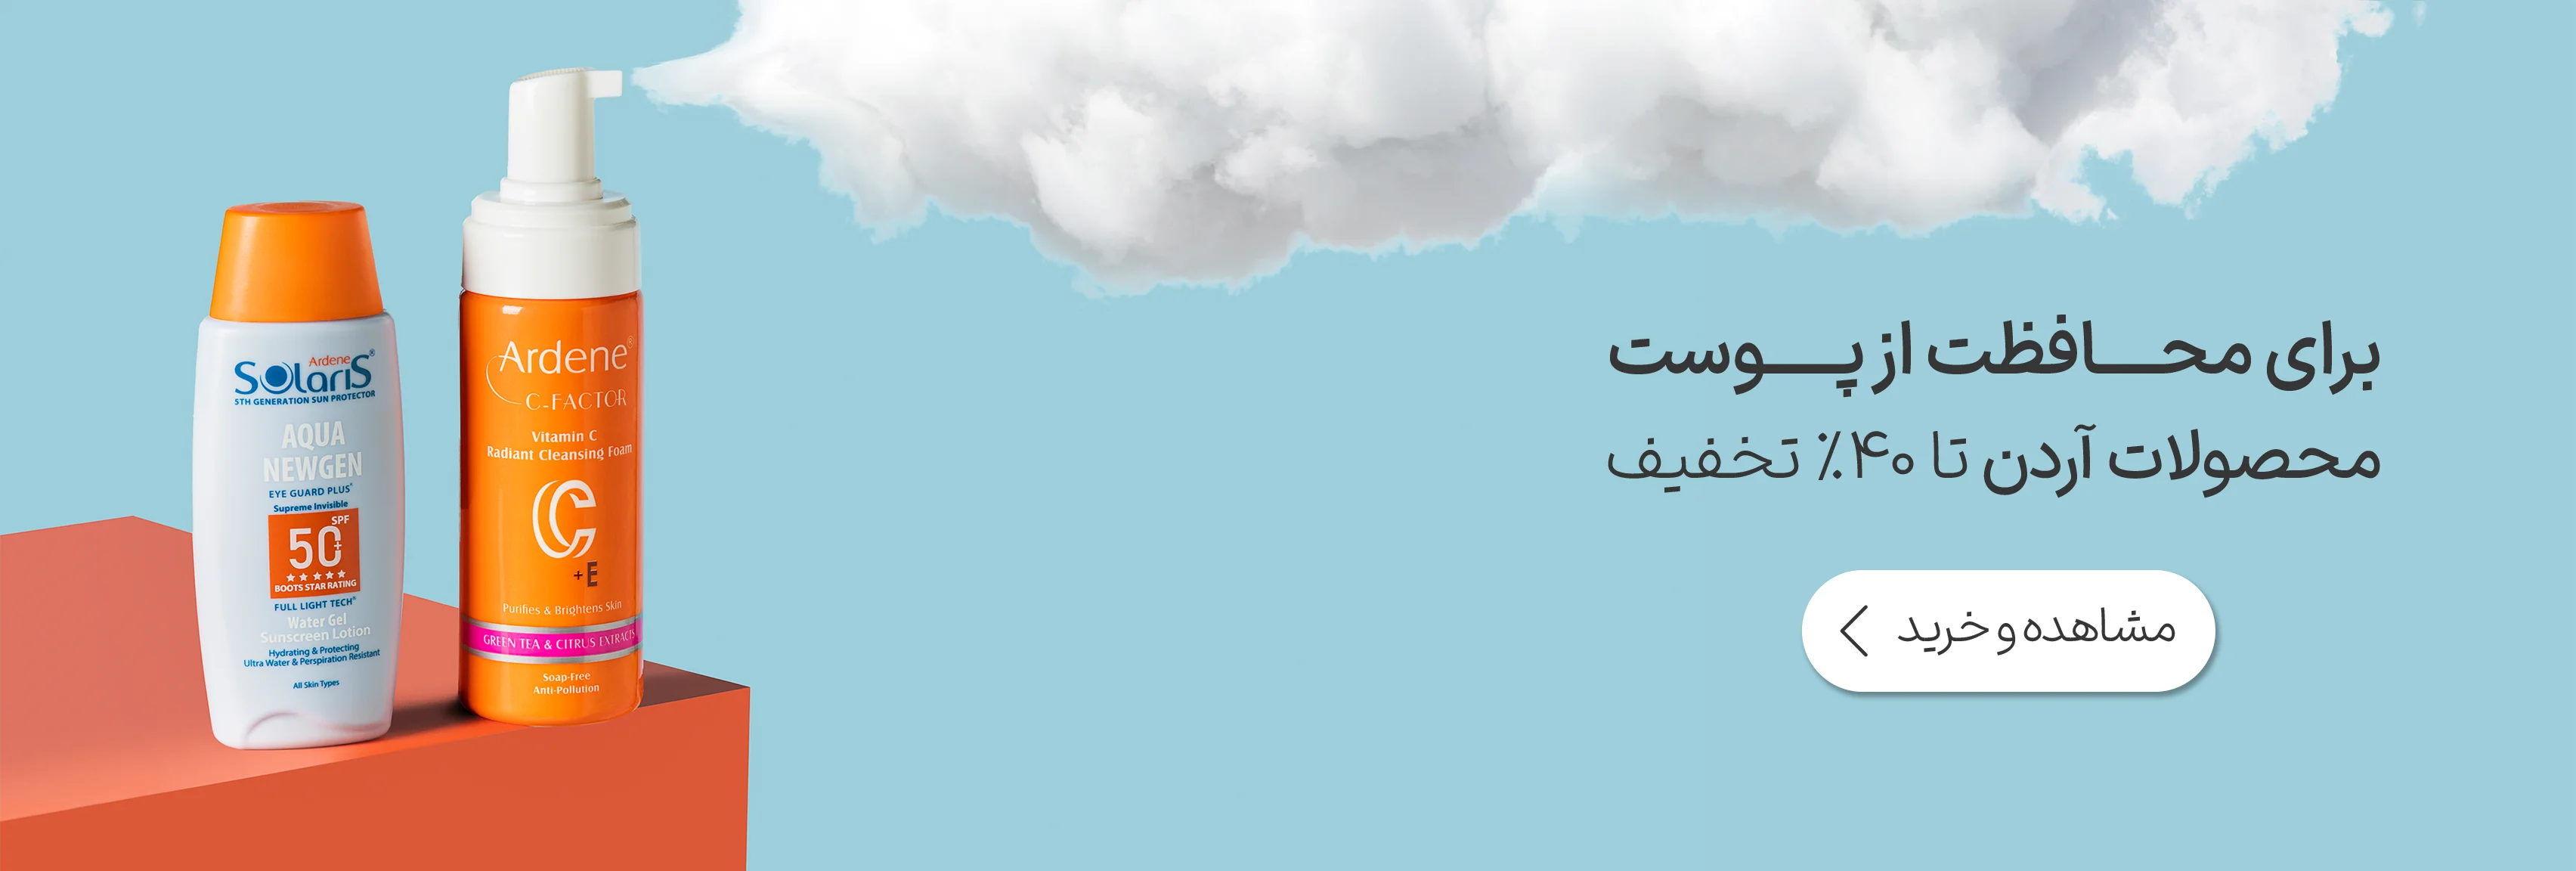 برای محافظت از پوست
محصولات آردن تا ۴۰٪ تخفیف
مشاهده و خرید
Ardene
SOlariS®
5TH GENERATION SUN PROTECTOR
AQUA
NEWGEN
EYE GUARD PLUS®
Supreme Invisible
SPF
50+
BOOTS STAR RATING
FULL LIGHT TECH®
Water Gel
Sunscreen Lotion
Hydrating & Protecting
Ultra Water & Perspiration Resistant
All Skin Types
Ardene®
C-FACTOR
Vitamin C
Radiant Cleansing Foam
C
+E
Purifies & Brightens Skin
GREEN TEA & CITRUS EXTRACTS
Soap-Free
Anti-Pollution